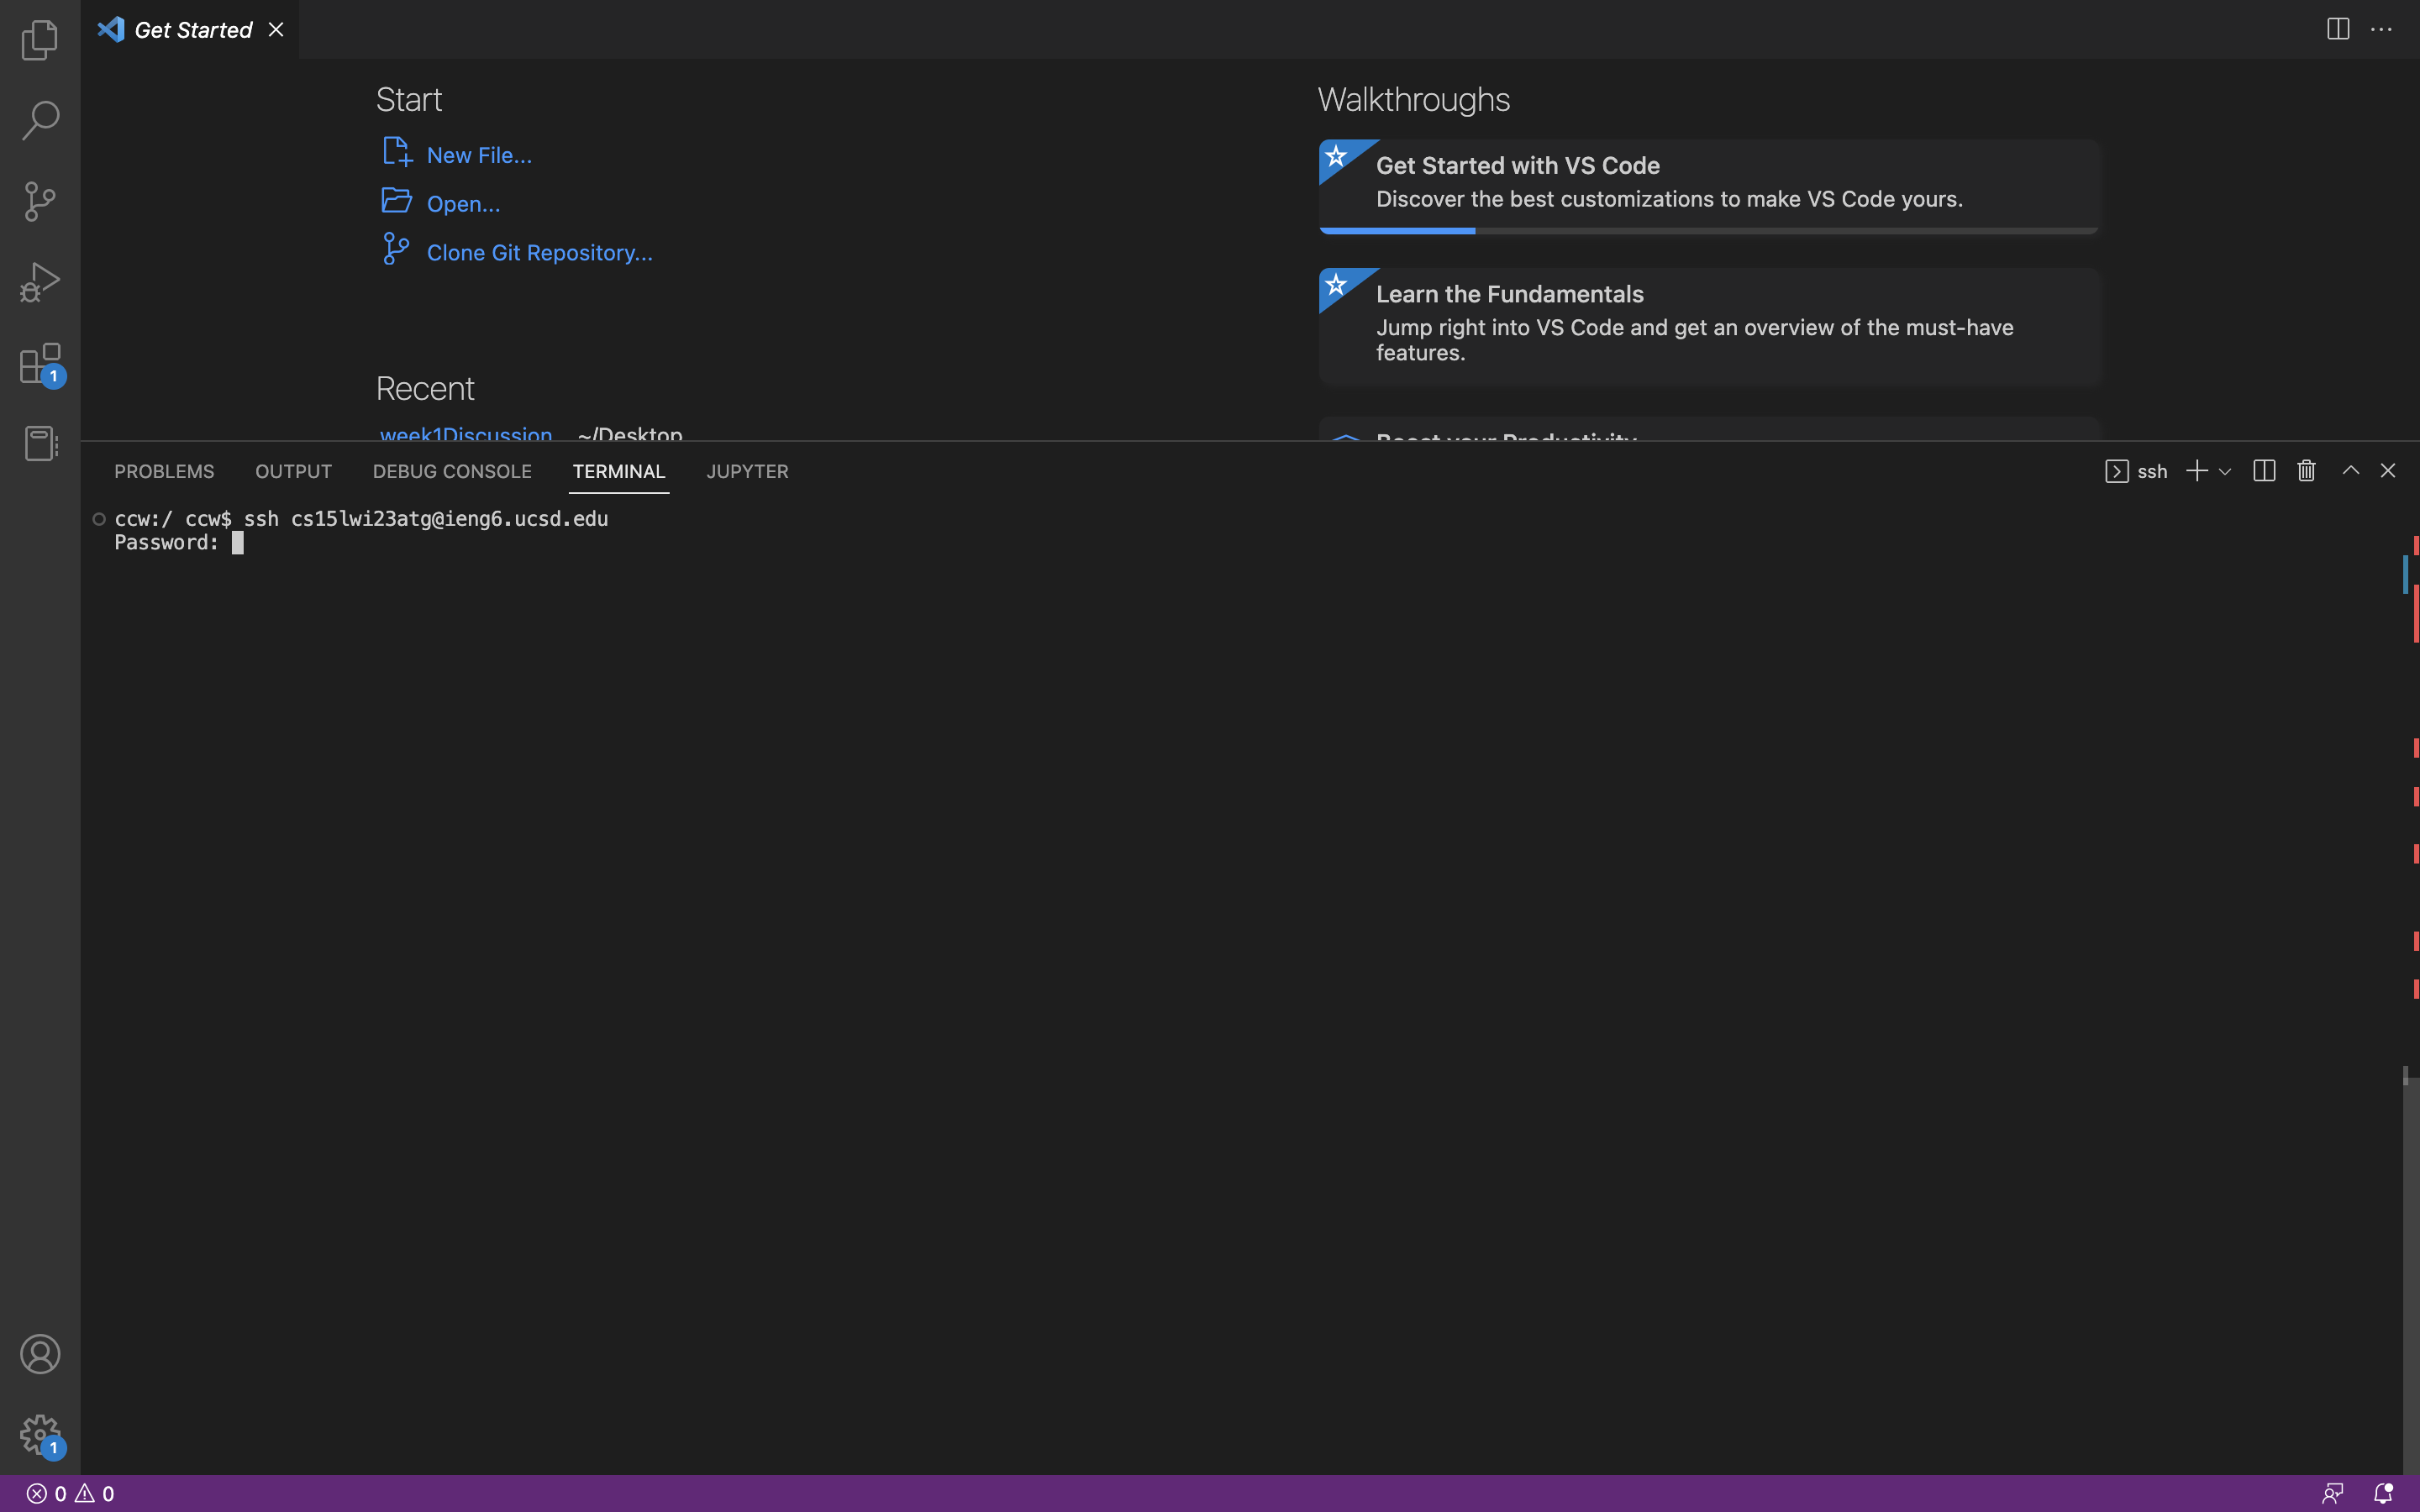 Get Started
Start
New File...
Open...
Clone Git Repository...
Recent
week1Discussion ~/Desktop
Walkthroughs
Get Started with VS Code
Discover the best customizations to make VS Code yours.
Learn the Fundamentals
Jump right into VS Code and get an overview of the must-have
features.
Boost your Productivity
1
PROBLEMS OUTPUT DEBUG CONSOLE TERMINAL JUPYTER
ssh
ccw:/ ccw$ ssh cs15lwi23atg@ieng6.ucsd.edu
Password:
1
0 0